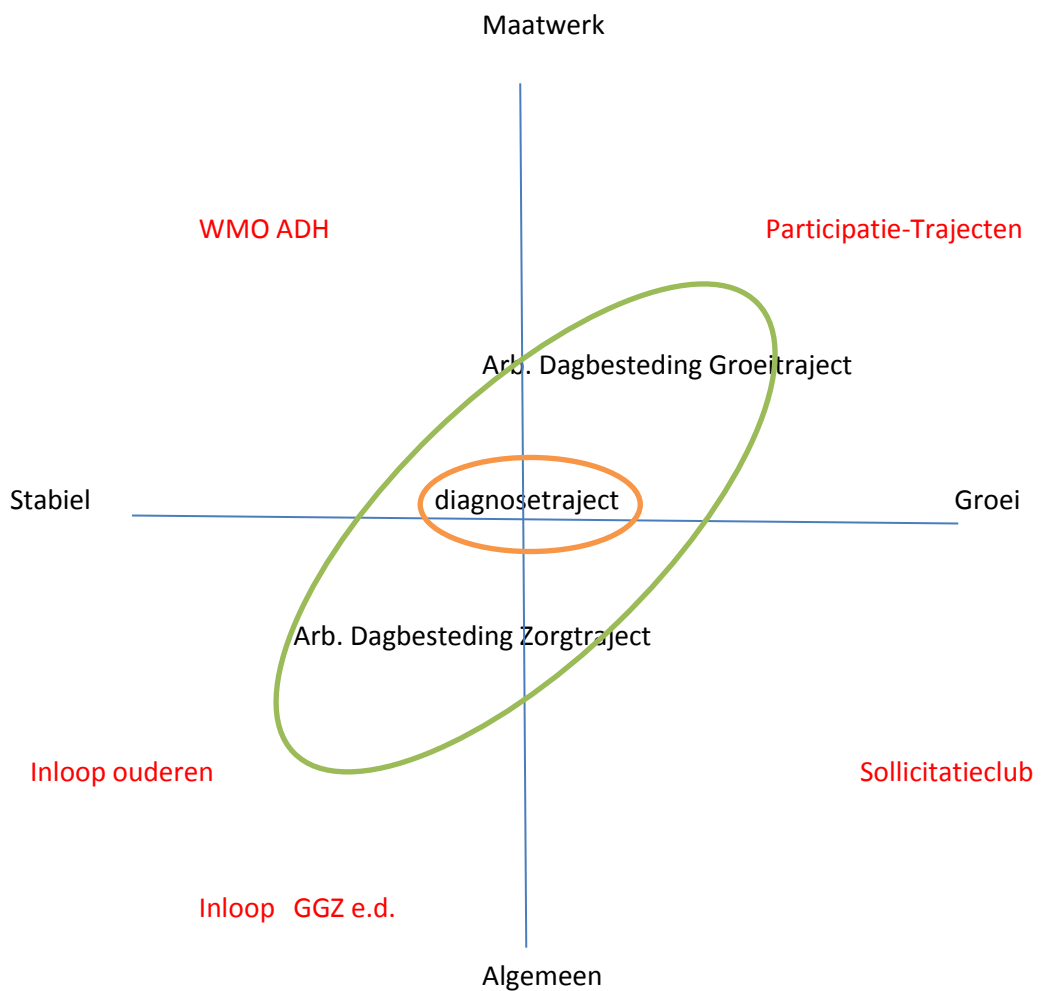 Maatwerk
WMO ADH
Participatie-Trajecten
Arb. Dagbesteding Groeitraject
Stabiel
diagnosetraject
Groei
Arb. Dagbesteding Zorgtraject
Inloop ouderen
Sollicitatieclub
Inloop GGZ e.d.
Algemeen